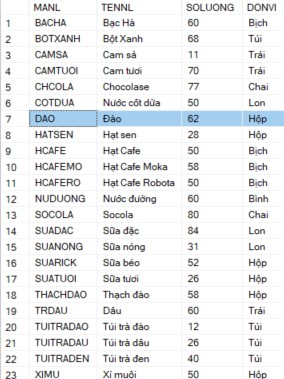 MANL TENNL SOLUONG DONVI
1 BACHA Bạc Hà 60 Bịch
2 BOTXANH Bột Xanh 68 Túi
3 CAMSA Cam sả 11 Trái
4 CAMTUOI Cam tươi 70 Trái
5 CHCOLA Chocolase 77 Chai
6 COTDUA Nước cốt dừa 50 Lon
7 DAO Đào 62 Hộp
8 HATSEN Hạt sen 28 Hộp
9 HCAFE Hạt Cafe 50 Bịch
10 HCAFEMO Hạt Cafe Moka 58 Bịch
11 HCAFERO Hạt Cafe Robota 50 Bịch
12 NUDUONG Nước đường 60 Bình
13 SOCOLA Socola 80 Chai
14 SUADAC Sữa đặc 84 Lon
15 SUANONG Sữa nóng 31 Lon
16 SUARICK Sữa béo 52 Hộp
17 SUATUOI Sữa tươi 26 Hộp
18 THACHDAO Thạch đào 58 Hộp
19 TRDAU Dâu 60 Trái
20 TUITRADAO Túi trà đào 12 Túi
21 TUITRADAU Túi trà dâu 26 Túi
22 TUITRADEN Túi trà đen 40 Túi
23 XIMU Xí muội 50 Hộp